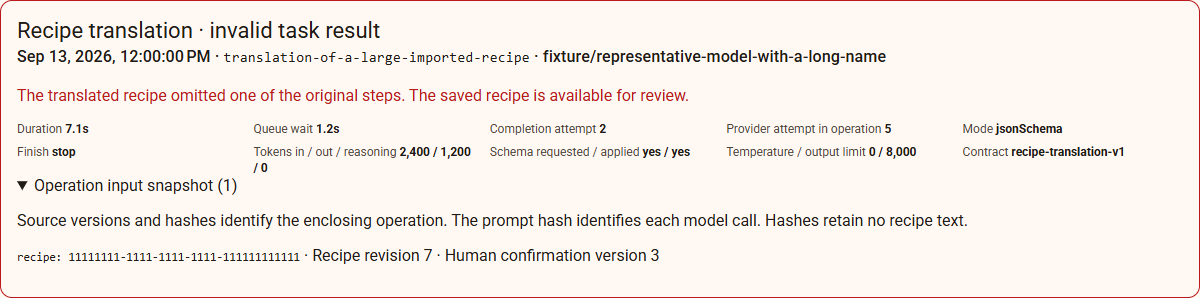 Recipe translation · invalid task result
Sep 13, 2026, 12:00:00 PM · translation-of-a-large-imported-recipe · fixture/representative-model-with-a-long-name
The translated recipe omitted one of the original steps. The saved recipe is available for review.
Duration 7.1s Queue wait 1.2s Completion attempt 2 Provider attempt in operation 5 Mode jsonSchema
Finish stop Tokens in / out / reasoning 2,400 / 1,200 / 0 Schema requested / applied yes / yes Temperature / output limit 0 / 8,000 Contract recipe-translation-v1
▼ Operation input snapshot (1)
Source versions and hashes identify the enclosing operation. The prompt hash identifies each model call. Hashes retain no recipe text.
recipe: 11111111-1111-1111-1111-111111111111 · Recipe revision 7 · Human confirmation version 3